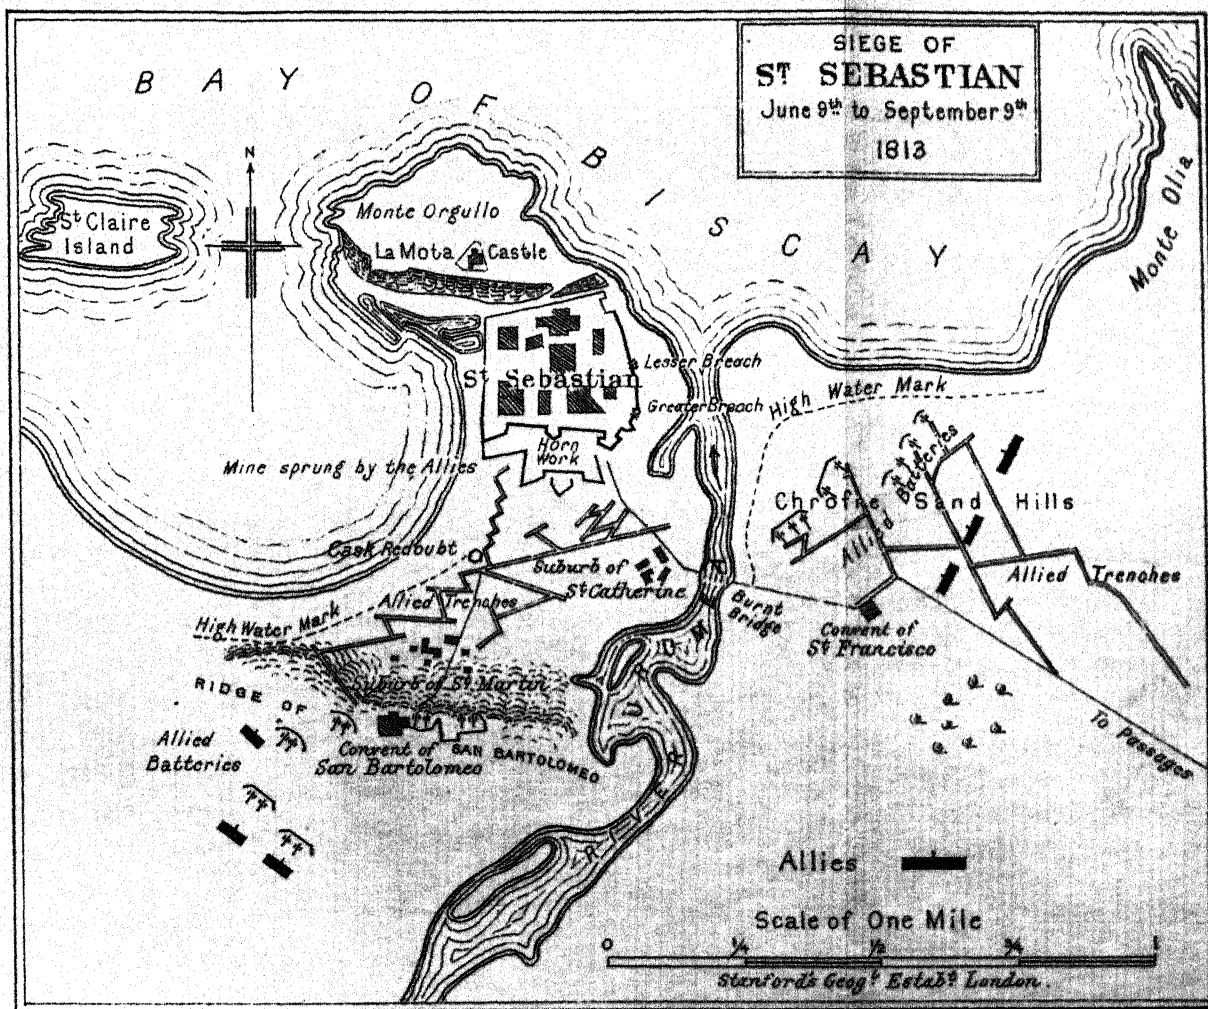 SIEGE OF
ST SEBASTIAN
June 9th to September 9th
1813
BAY OF BISCAY
N
St Claire
Island
Monte Orgullo
La Mota Castle
Monte Olia
St Sebastian
Lesser Breach
Greater Breach
High Water Mark
Horn
Work
Mine sprung by the Allies
Chrofre Sand Hills
Allied Batteries
Cask Redoubt
Suburb of
St Catherine
Allied Trenches
Allied Trenches
High Water Mark
Burnt
Bridge
Convent of
St Francisco
Suburb of St Martin
RIDGE OF SAN BARTOLOMEO
Allied
Batteries
Convent of
San Bartolomeo
To Passages
RIVER
Allies
Scale of One Mile
0 1/4 1/2 3/4 1
Stanford's Geogt. Estabt. London.